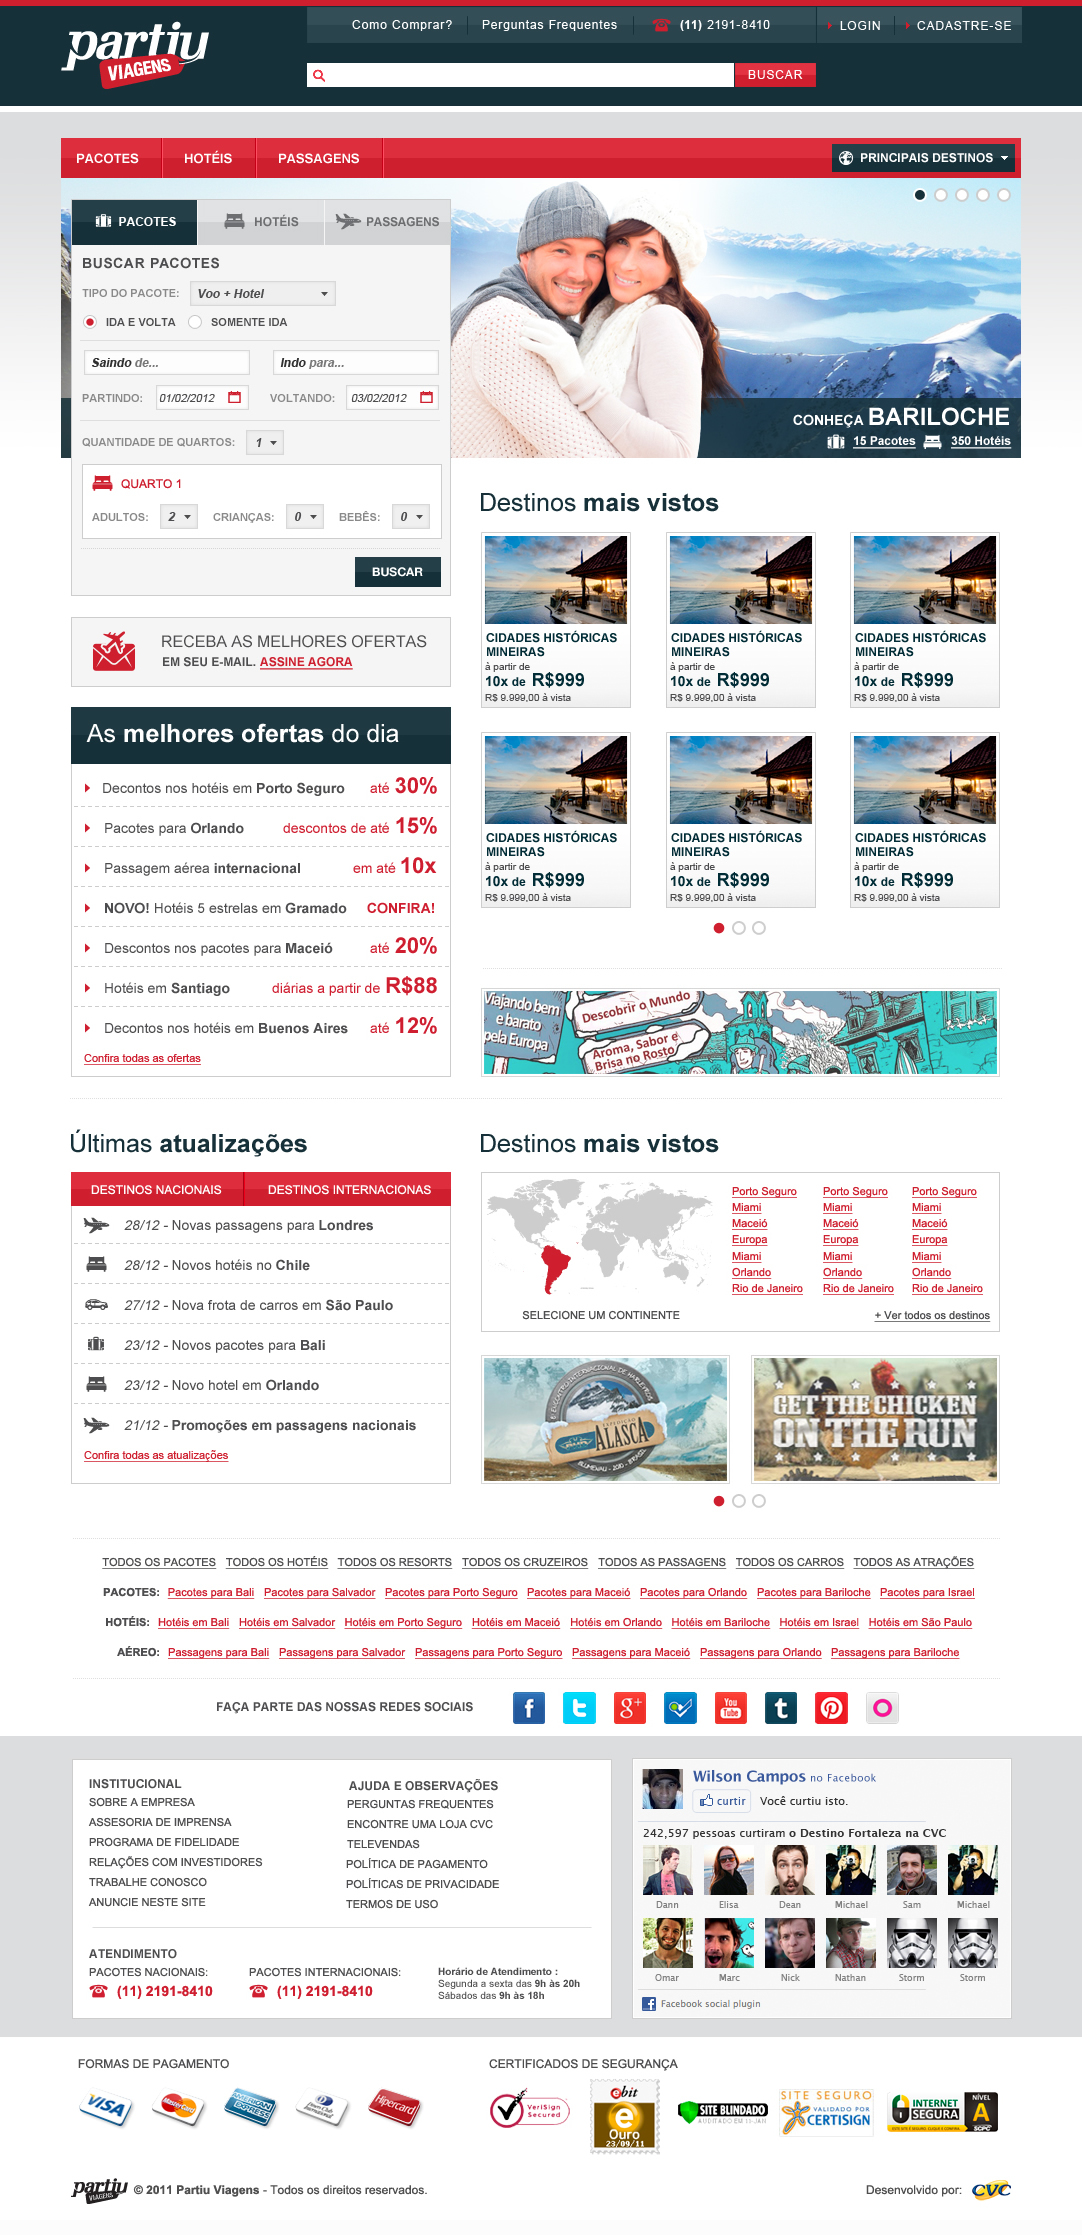 partiu
VIAGENS
Como Comprar?
Perguntas Frequentes
(11) 2191-8410
LOGIN
CADASTRE-SE
BUSCAR
PACOTES
HOTÉIS
PASSAGENS
PRINCIPAIS DESTINOS
PACOTES
HOTÉIS
PASSAGENS
BUSCAR PACOTES
TIPO DO PACOTE:
Voo + Hotel
IDA E VOLTA
SOMENTE IDA
Saindo de...
Indo para...
PARTINDO:
01/02/2012
VOLTANDO:
03/02/2012
QUANTIDADE DE QUARTOS:
1
QUARTO 1
ADULTOS:
2
CRIANÇAS:
0
BEBÊS:
0
BUSCAR
CONHEÇA BARILOCHE
15 Pacotes
350 Hotéis
RECEBA AS MELHORES OFERTAS
EM SEU E-MAIL. ASSINE AGORA
As melhores ofertas do dia
Decontos nos hotéis em Porto Seguro até 30%
Pacotes para Orlando descontos de até 15%
Passagem aérea internacional em até 10x
NOVO! Hotéis 5 estrelas em Gramado CONFIRA!
Descontos nos pacotes para Maceió até 20%
Hotéis em Santiago diárias a partir de R$88
Decontos nos hotéis em Buenos Aires até 12%
Confira todas as ofertas
Destinos mais vistos
CIDADES HISTÓRICAS
MINEIRAS
à partir de
10x de R$999
R$ 9.999,00 à vista
CIDADES HISTÓRICAS
MINEIRAS
à partir de
10x de R$999
R$ 9.999,00 à vista
CIDADES HISTÓRICAS
MINEIRAS
à partir de
10x de R$999
R$ 9.999,00 à vista
CIDADES HISTÓRICAS
MINEIRAS
à partir de
10x de R$999
R$ 9.999,00 à vista
CIDADES HISTÓRICAS
MINEIRAS
à partir de
10x de R$999
R$ 9.999,00 à vista
CIDADES HISTÓRICAS
MINEIRAS
à partir de
10x de R$999
R$ 9.999,00 à vista
Viajando bem
e barato
pela Europa
Descobrir o Mundo
Aroma, Sabor e
Brisa no Rosto
Últimas atualizações
DESTINOS NACIONAIS
DESTINOS INTERNACIONAS
28/12 - Novas passagens para Londres
28/12 - Novos hotéis no Chile
27/12 - Nova frota de carros em São Paulo
23/12 - Novos pacotes para Bali
23/12 - Novo hotel em Orlando
21/12 - Promoções em passagens nacionais
Confira todas as atualizações
Destinos mais vistos
SELECIONE UM CONTINENTE
Porto Seguro Porto Seguro Porto Seguro
Miami Miami Miami
Maceió Maceió Maceió
Europa Europa Europa
Miami Miami Miami
Orlando Orlando Orlando
Rio de Janeiro Rio de Janeiro Rio de Janeiro
+ Ver todos os destinos
EXPEDIÇÃO
ALASCA
BLUMENAU - 2010 - BRASIL
GET THE CHICKEN
ON THE RUN
TODOS OS PACOTES TODOS OS HOTÉIS TODOS OS RESORTS TODOS OS CRUZEIROS TODOS AS PASSAGENS TODOS OS CARROS TODO AS ATRAÇÕES
PACOTES: Pacotes para Bali Pacotes para Salvador Pacotes para Porto Seguro Pacotes para Maceió Pacotes para Orlando Pacotes para Bariloche Pacotes para Israel
HOTÉIS: Hotéis em Bali Hotéis em Salvador Hotéis em Porto Seguro Hotéis em Maceió Hotéis em Orlando Hotéis em Bariloche Hotéis em Israel Hotéis em São Paulo
AÉREO: Passagens para Bali Passagens para Salvador Passagens para Porto Seguro Passagens para Maceió Passagens para Orlando Passagens para Bariloche
FAÇA PARTE DAS NOSSAS REDES SOCIAIS
f
t
g+
You
Tube
t
INSTITUCIONAL
SOBRE A EMPRESA
ASSESORIA DE IMPRENSA
PROGRAMA DE FIDELIDADE
RELAÇÕES COM INVESTIDORES
TRABALHE CONOSCO
ANUNCIE NESTE SITE
AJUDA E OBSERVAÇÕES
PERGUNTAS FREQUENTES
ENCONTRE UMA LOJA CVC
TELEVENDAS
POLÍTICA DE PAGAMENTO
POLÍTICAS DE PRIVACIDADE
TERMOS DE USO
ATENDIMENTO
PACOTES NACIONAIS:
(11) 2191-8410
PACOTES INTERNACIONAIS:
(11) 2191-8410
Horário de Atendimento :
Segunda a sexta das 9h às 20h
Sábados das 9h às 18h
Wilson Campos no Facebook
curtir
Você curtiu isto.
242,597 pessoas curtiram o Destino Fortaleza na CVC
Dann Elisa Dean Michael Sam Michael
Omar Marc Nick Nathan Storm Storm
Facebook social plugin
FORMAS DE PAGAMENTO
VISA
MasterCard
AMERICAN
EXPRESS
Diners Club
International
Hipercard
CERTIFICADOS DE SEGURANÇA
VeriSign
Secured
ebit
e
Ouro
23/09/11
SITE BLINDADO
AUDITADO EM 11-JAN
SITE SEGURO
VALIDADO POR
CERTISIGN
INTERNET
SEGURA
NÍVEL
A
SCPC
partiu
VIAGENS
© 2011 Partiu Viagens - Todos os direitos reservados.
Desenvolvido por:
CVC